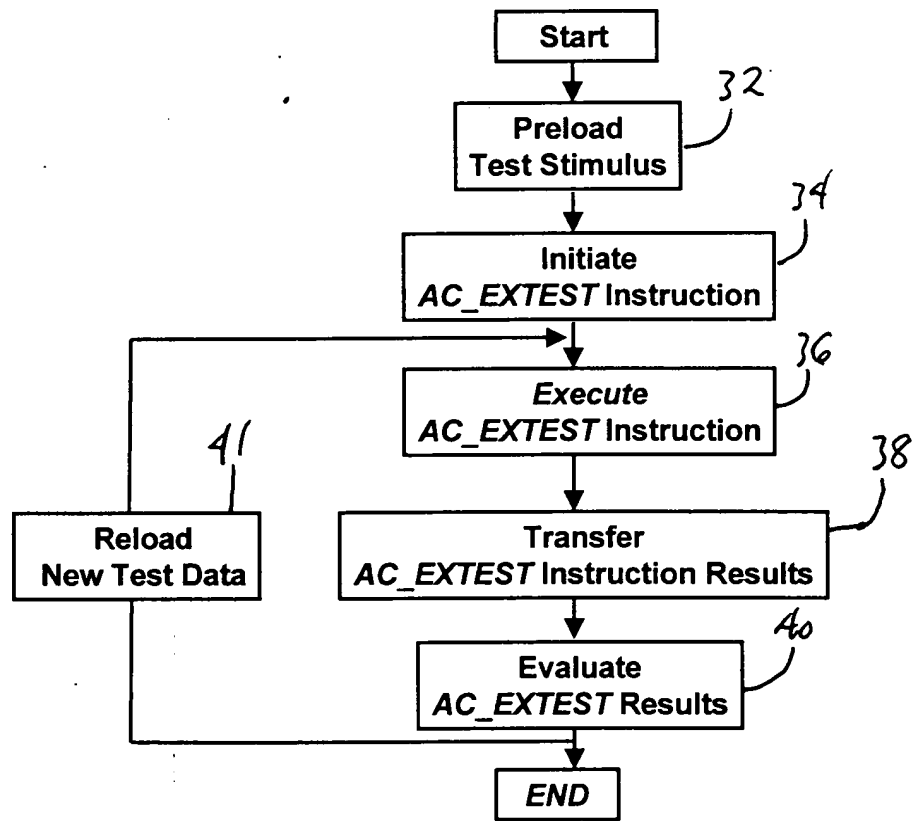 Start
32
Preload
Test Stimulus
34
Initiate
AC_EXTEST Instruction
36
Execute
AC_EXTEST Instruction
41
38
Reload
New Test Data
Transfer
AC_EXTEST Instruction Results
40
Evaluate
AC_EXTEST Results
END